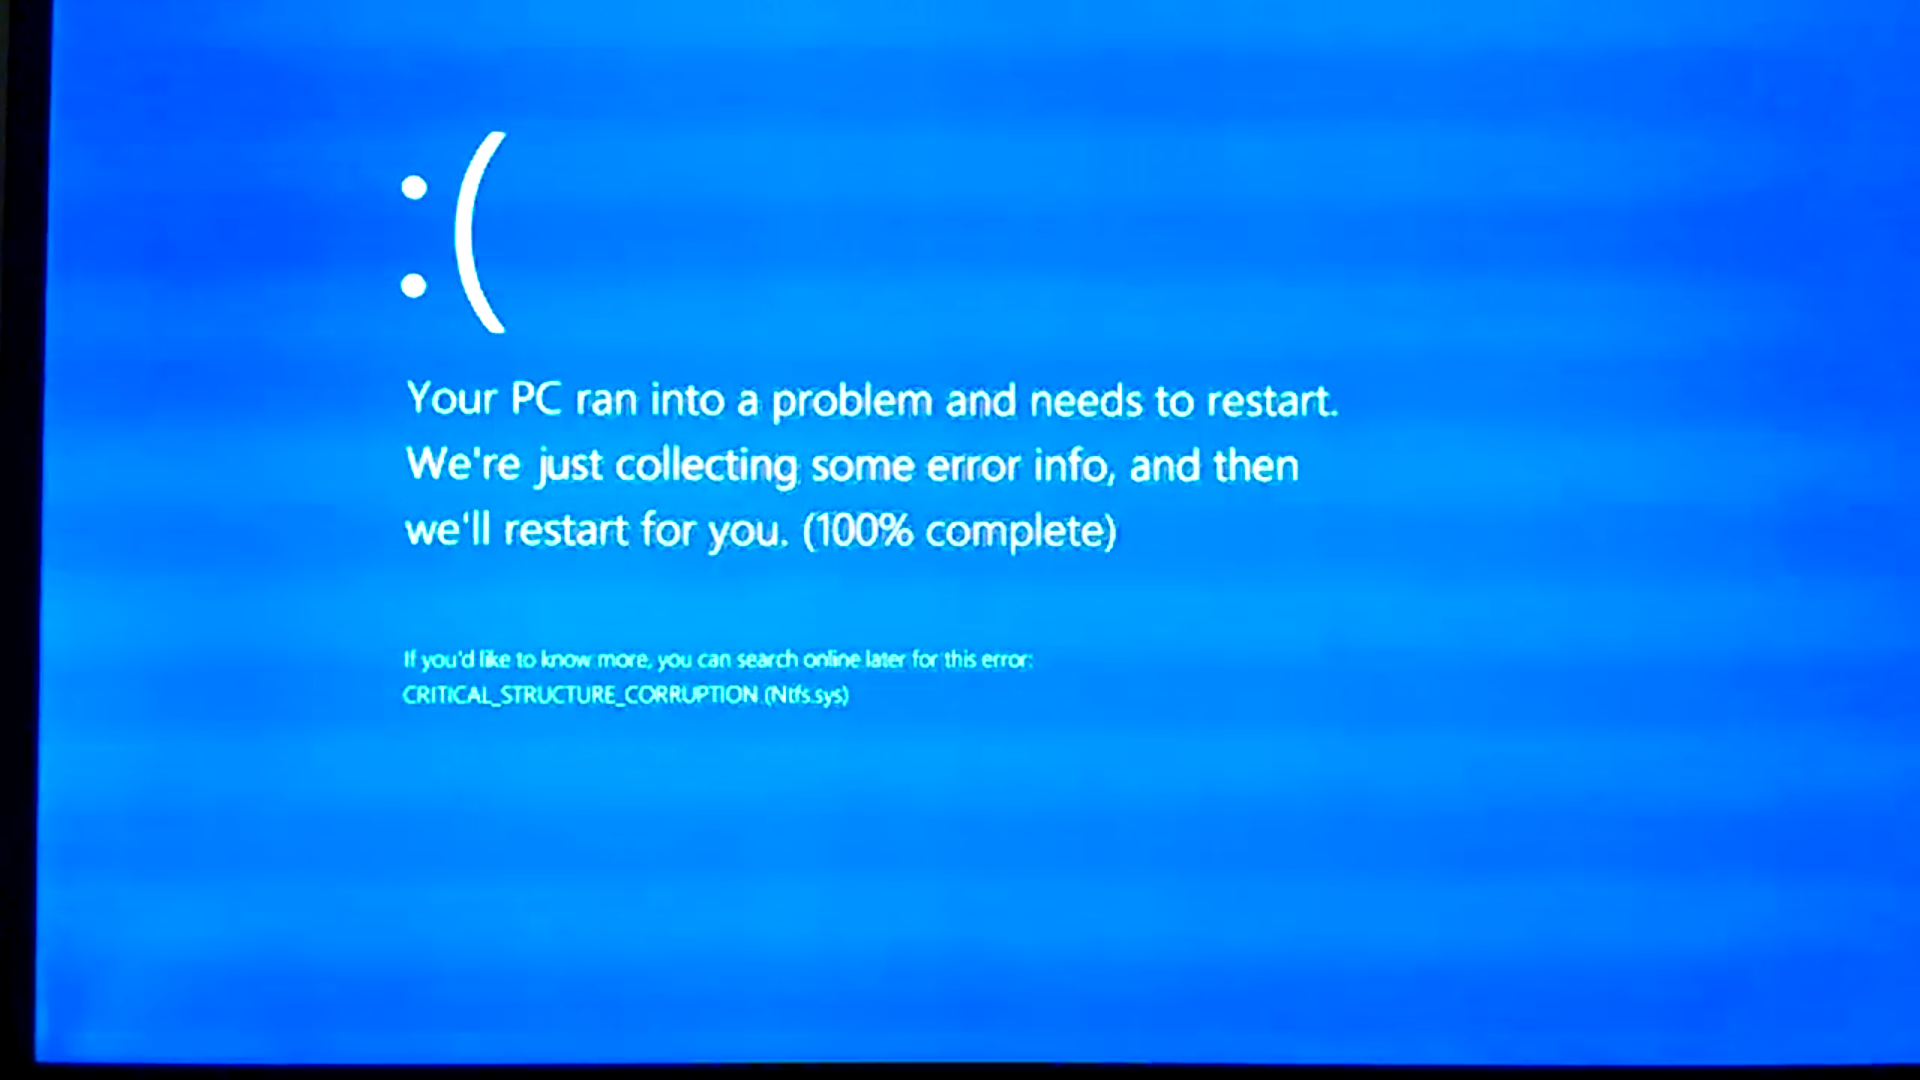 :(
Your PC ran into a problem and needs to restart.
We're just collecting some error info, and then
we'll restart for you. (100% complete)
If you'd like to know more, you can search online later for this error:
CRITICAL_STRUCTURE_CORRUPTION (Ntfs.sys)